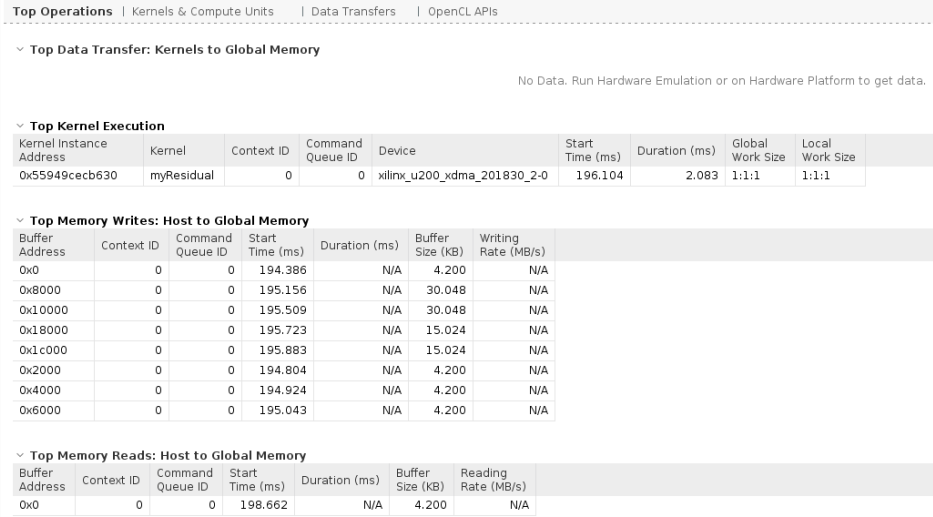 Top Operations | Kernels & Compute Units | Data Transfers | OpenCL APIs
Top Data Transfer: Kernels to Global Memory
No Data. Run Hardware Emulation or on Hardware Platform to get data.
Top Kernel Execution
Kernel Instance Address Kernel Context ID Command Queue ID Device Start Time (ms) Duration (ms) Global Work Size Local Work Size
0x55949cecb630 myResidual 0 0 xilinx_u200_xdma_201830_2-0 196.104 2.083 1:1:1 1:1:1
Top Memory Writes: Host to Global Memory
Buffer Address Context ID Command Queue ID Start Time (ms) Duration (ms) Buffer Size (KB) Writing Rate (MB/s)
0x0 0 0 194.386 N/A 4.200 N/A
0x8000 0 0 195.156 N/A 30.048 N/A
0x10000 0 0 195.509 N/A 30.048 N/A
0x18000 0 0 195.723 N/A 15.024 N/A
0x1c000 0 0 195.883 N/A 15.024 N/A
0x2000 0 0 194.804 N/A 4.200 N/A
0x4000 0 0 194.924 N/A 4.200 N/A
0x6000 0 0 195.043 N/A 4.200 N/A
Top Memory Reads: Host to Global Memory
Buffer Address Context ID Command Queue ID Start Time (ms) Duration (ms) Buffer Size (KB) Reading Rate (MB/s)
0x0 0 0 198.662 N/A 4.200 N/A